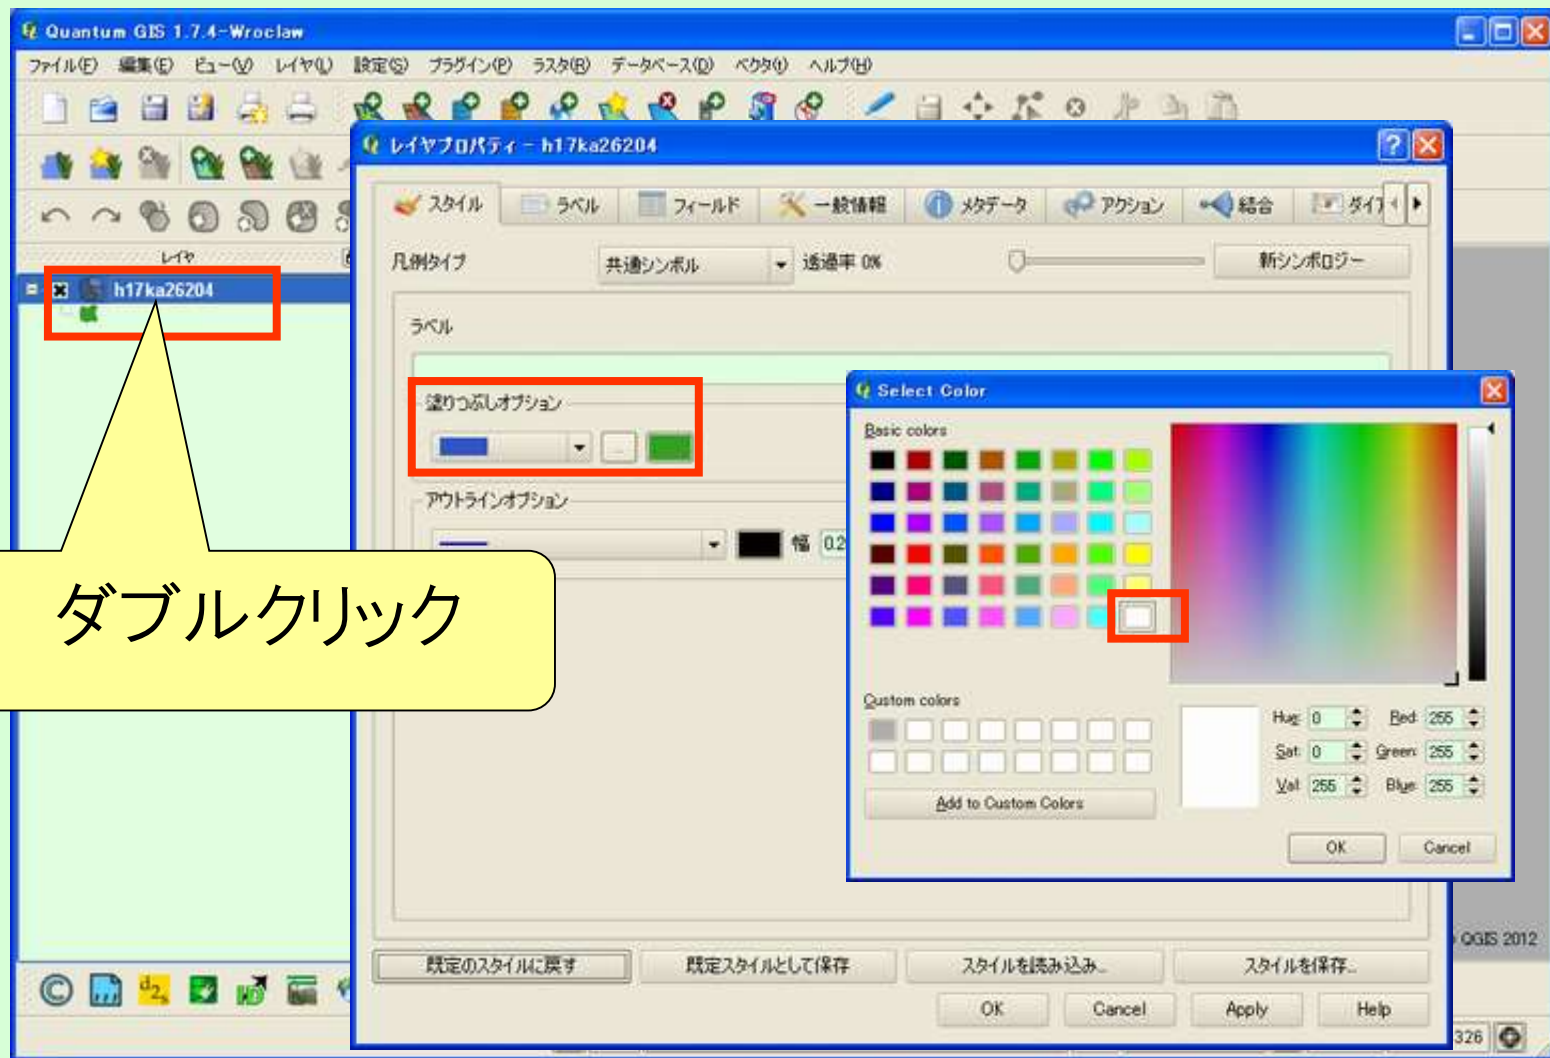 Quantum GIS 1.7.4-Wroclaw
ファイル(F) 編集(E) ビュー(V) レイヤ(L) 設定(S) プラグイン(P) ラスタ(R) データベース(D) ベクタ(t) ヘルプ(H)
レイヤ
h17ka26204
ダブルクリック
レイヤプロパティ - h17ka26204
スタイル ラベル フィールド 一般情報 メタデータ アクション 結合
凡例タイプ 共通シンボル 透過率 0% 新シンボロジー
ラベル
塗りつぶしオプション
...
アウトラインオプション
幅
Select Color
Basic colors
Custom colors
Hue: 0 Red: 255
Sat: 0 Green: 255
Val: 255 Blue: 255
Add to Custom Colors
OK Cancel
既定のスタイルに戻す 既定スタイルとして保存 スタイルを読み込み... スタイルを保存...
OK Cancel Apply Help
QGIS 2012
326